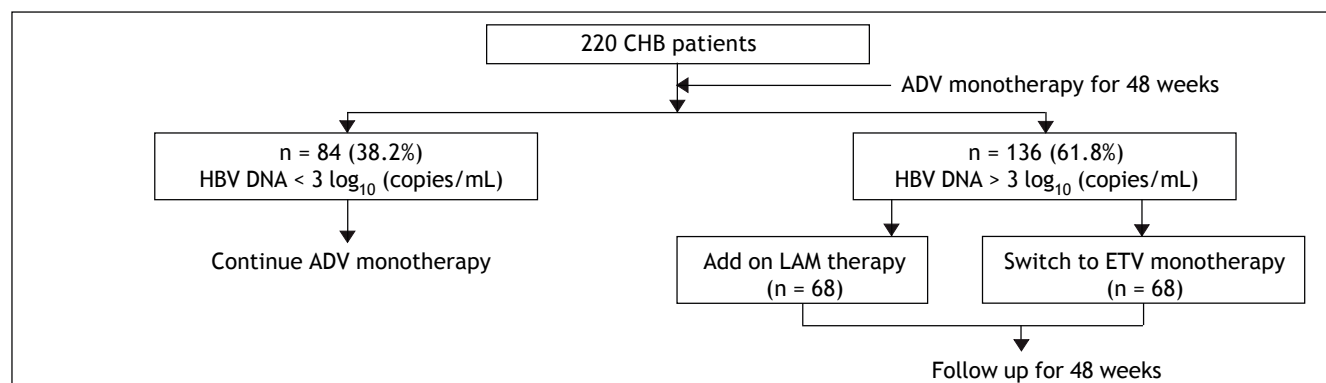 220 CHB patients
ADV monotherapy for 48 weeks
n = 84 (38.2%)
HBV DNA < 3 log₁₀ (copies/mL)
n = 136 (61.8%)
HBV DNA > 3 log₁₀ (copies/mL)
Continue ADV monotherapy
Add on LAM therapy
(n = 68)
Switch to ETV monotherapy
(n = 68)
Follow up for 48 weeks